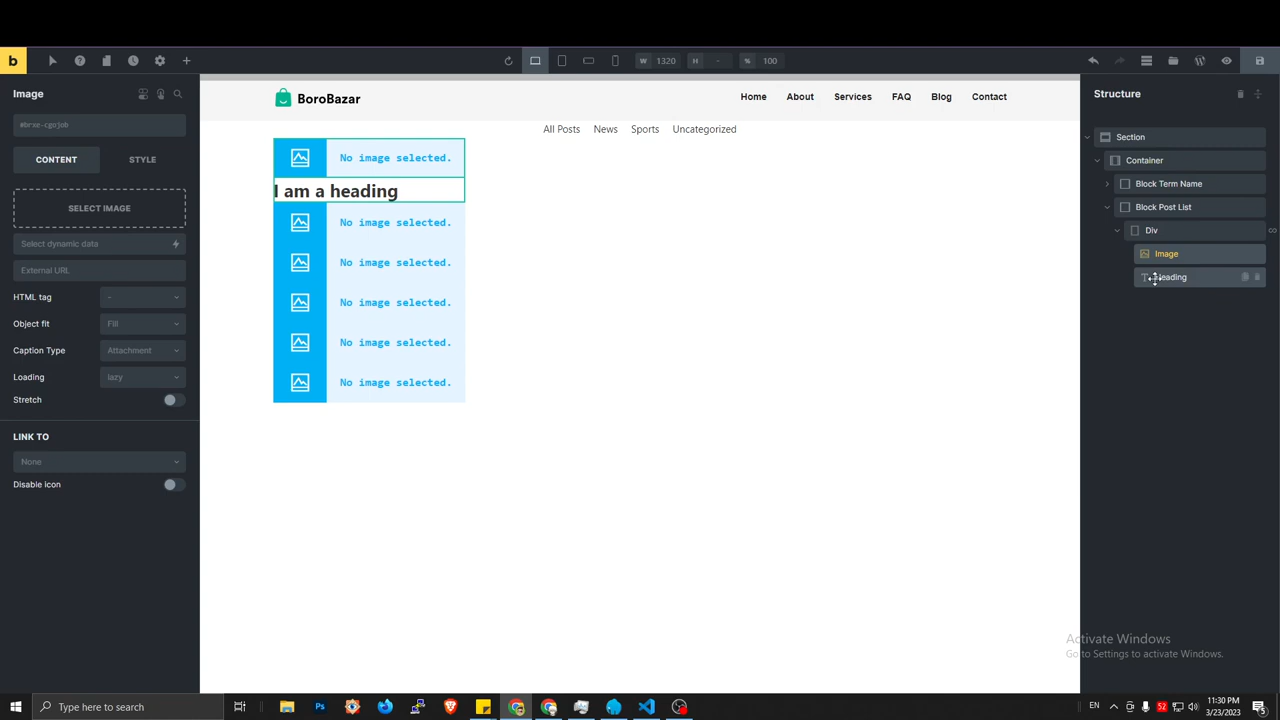 b
W 1320 H - % 100
Image
#brxe-cgojob
CONTENT STYLE
SELECT IMAGE
Select dynamic data
External URL
HTML tag -
Object fit Fill
Caption Type Attachment
Loading lazy
Stretch
LINK TO
None
Disable icon
BoroBazar
Home About Services FAQ Blog Contact
All Posts News Sports Uncategorized
No image selected.
I am a heading
No image selected.
No image selected.
No image selected.
No image selected.
No image selected.
Structure
Section
Container
Block Term Name
Block Post List
Div
Image
Heading
Activate Windows
Go to Settings to activate Windows.
Type here to search
Ps
EN
11:30 PM
3/23/2023